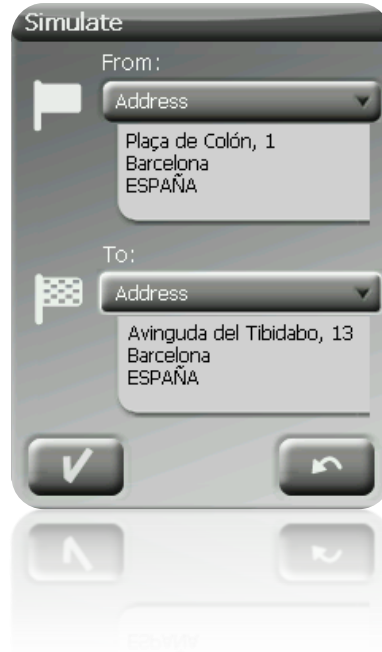 Simulate
From:
Address
Plaça de Colón, 1
Barcelona
ESPAÑA
To:
Address
Avinguda del Tibidabo, 13
Barcelona
ESPAÑA